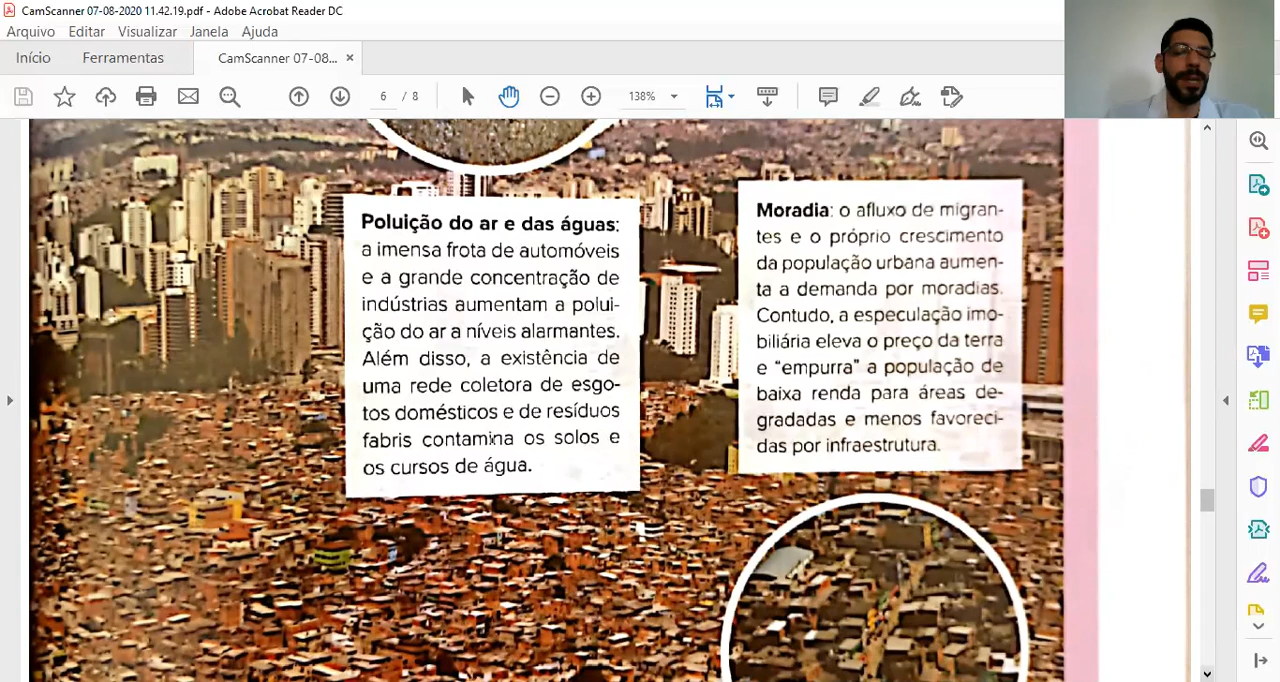 CamScanner 07-08-2020 11.42.19.pdf - Adobe Acrobat Reader DC
Arquivo Editar Visualizar Janela Ajuda
Início Ferramentas CamScanner 07-08... ×
6 / 8 138%
Poluição do ar e das águas:
a imensa frota de automóveis
e a grande concentração de
indústrias aumentam a polui-
ção do ar a níveis alarmantes.
Além disso, a existência de
uma rede coletora de esgo-
tos domésticos e de resíduos
fabris contamina os solos e
os cursos de água.
Moradia: o afluxo de migran-
tes e o próprio crescimento
da população urbana aumen-
ta a demanda por moradias.
Contudo, a especulação imo-
biliária eleva o preço da terra
e "empurra" a população de
baixa renda para áreas de-
gradadas e menos favoreci-
das por infraestrutura.